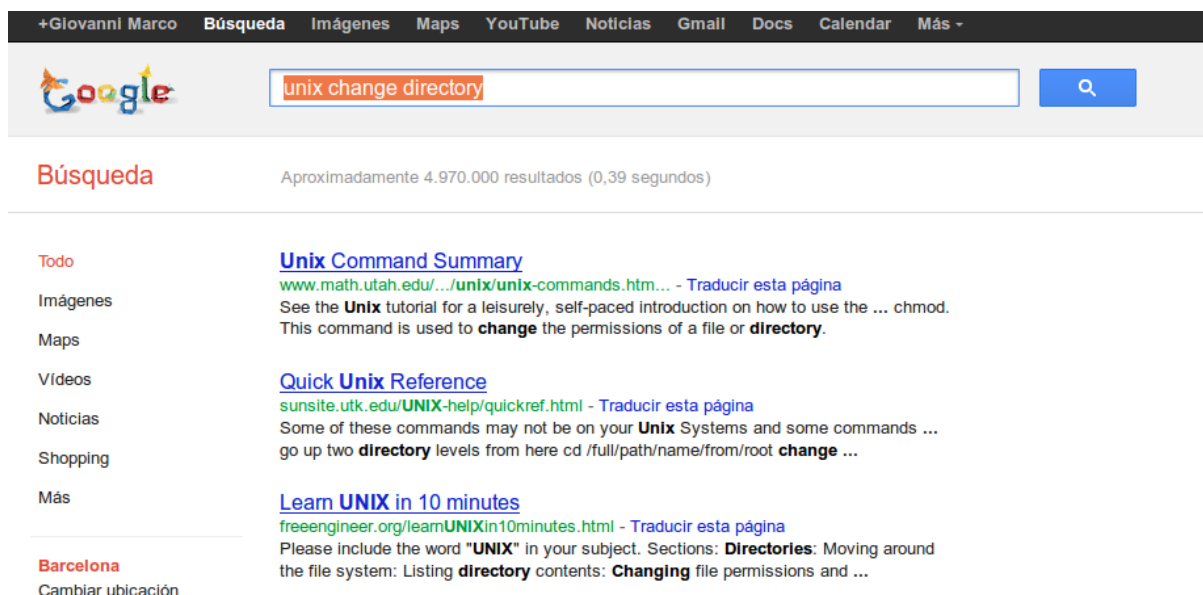 +Giovanni Marco Búsqueda Imágenes Maps YouTube Noticias Gmail Docs Calendar Más
Google
unix change directory
Búsqueda
Aproximadamente 4.970.000 resultados (0,39 segundos)
Todo
Imágenes
Maps
Vídeos
Noticias
Shopping
Más
Barcelona
Cambiar ubicación
Unix Command Summary
www.math.utah.edu/.../unix/unix-commands.htm... - Traducir esta página
See the Unix tutorial for a leisurely, self-paced introduction on how to use the ... chmod.
This command is used to change the permissions of a file or directory.
Quick Unix Reference
sunsite.utk.edu/UNIX-help/quickref.html - Traducir esta página
Some of these commands may not be on your Unix Systems and some commands ...
go up two directory levels from here cd /full/path/name/from/root change ...
Learn UNIX in 10 minutes
freeengineer.org/learnUNIXin10minutes.html - Traducir esta página
Please include the word "UNIX" in your subject. Sections: Directories: Moving around
the file system: Listing directory contents: Changing file permissions and ...